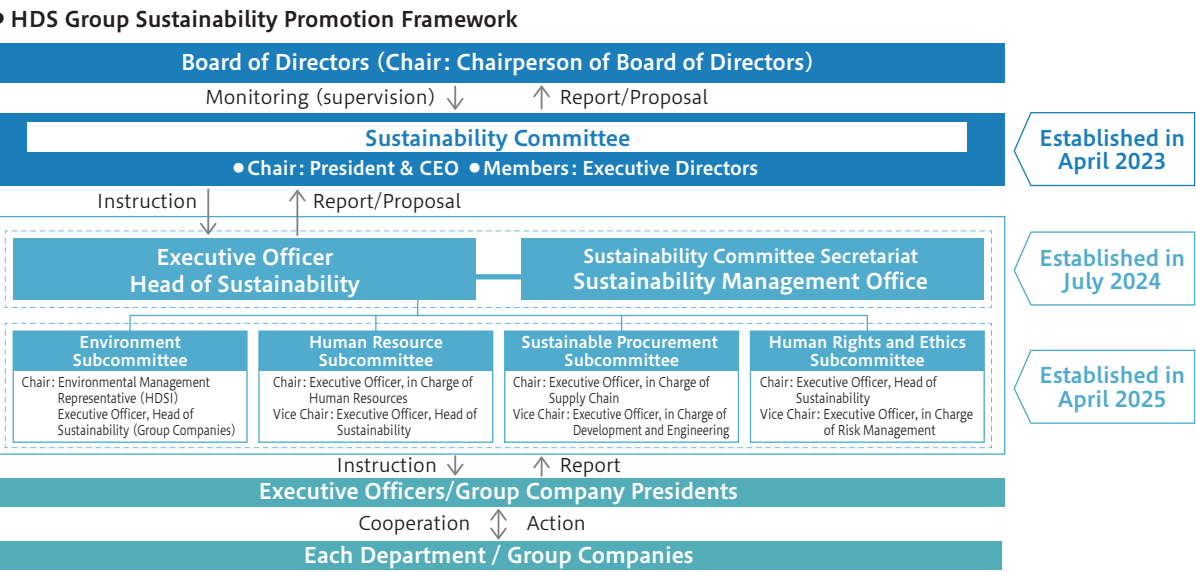 HDS Group Sustainability Promotion Framework
Board of Directors (Chair: Chairperson of Board of Directors)
Monitoring (supervision)
Report/Proposal
Sustainability Committee
●Chair: President & CEO ●Members: Executive Directors
Established in
April 2023
Instruction
Report/Proposal
Executive Officer
Head of Sustainability
Sustainability Committee Secretariat
Sustainability Management Office
Established in
July 2024
Environment
Subcommittee
Chair: Environmental Management
Representative (HDSI)
Executive Officer, Head of
Sustainability (Group Companies)
Human Resource
Subcommittee
Chair: Executive Officer, in Charge of
Human Resources
Vice Chair: Executive Officer, Head of
Sustainability
Sustainable Procurement
Subcommittee
Chair: Executive Officer, in Charge of
Supply Chain
Vice Chair: Executive Officer, in Charge of
Development and Engineering
Human Rights and Ethics
Subcommittee
Chair: Executive Officer, Head of
Sustainability
Vice Chair: Executive Officer, in Charge
of Risk Management
Established in
April 2025
Instruction
Report
Executive Officers/Group Company Presidents
Cooperation
Action
Each Department / Group Companies